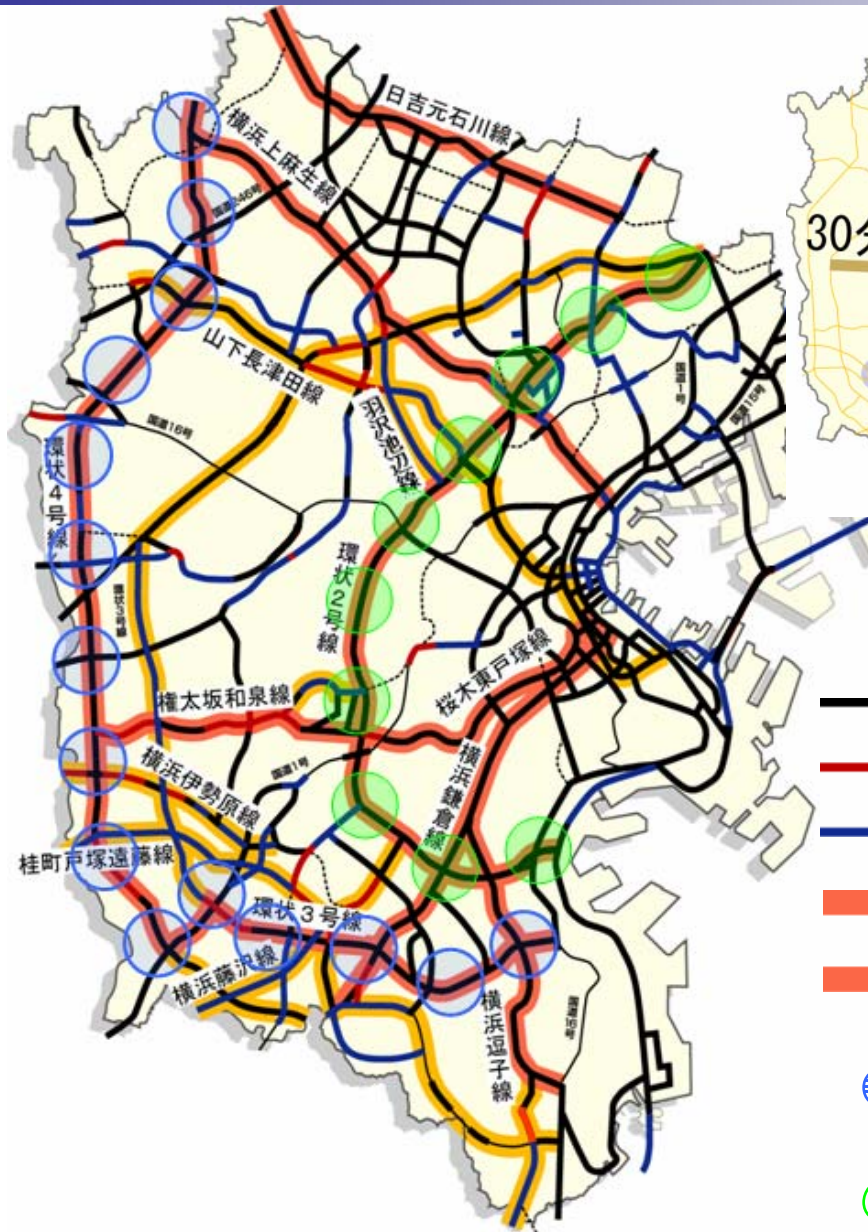 日吉元石川線
横浜上麻生線
国道246号
30分
山下長津田線
国道1号
国道15号
国道16号
羽沢池辺線
環状4号線
環状2号線
環状3号線
桜木東戸塚線
権太坂和泉線
横浜鎌倉線
国道1号
横浜伊勢原線
桂町戸塚遠藤線
環状3号線
横浜藤沢線
横浜逗子線
国道16号